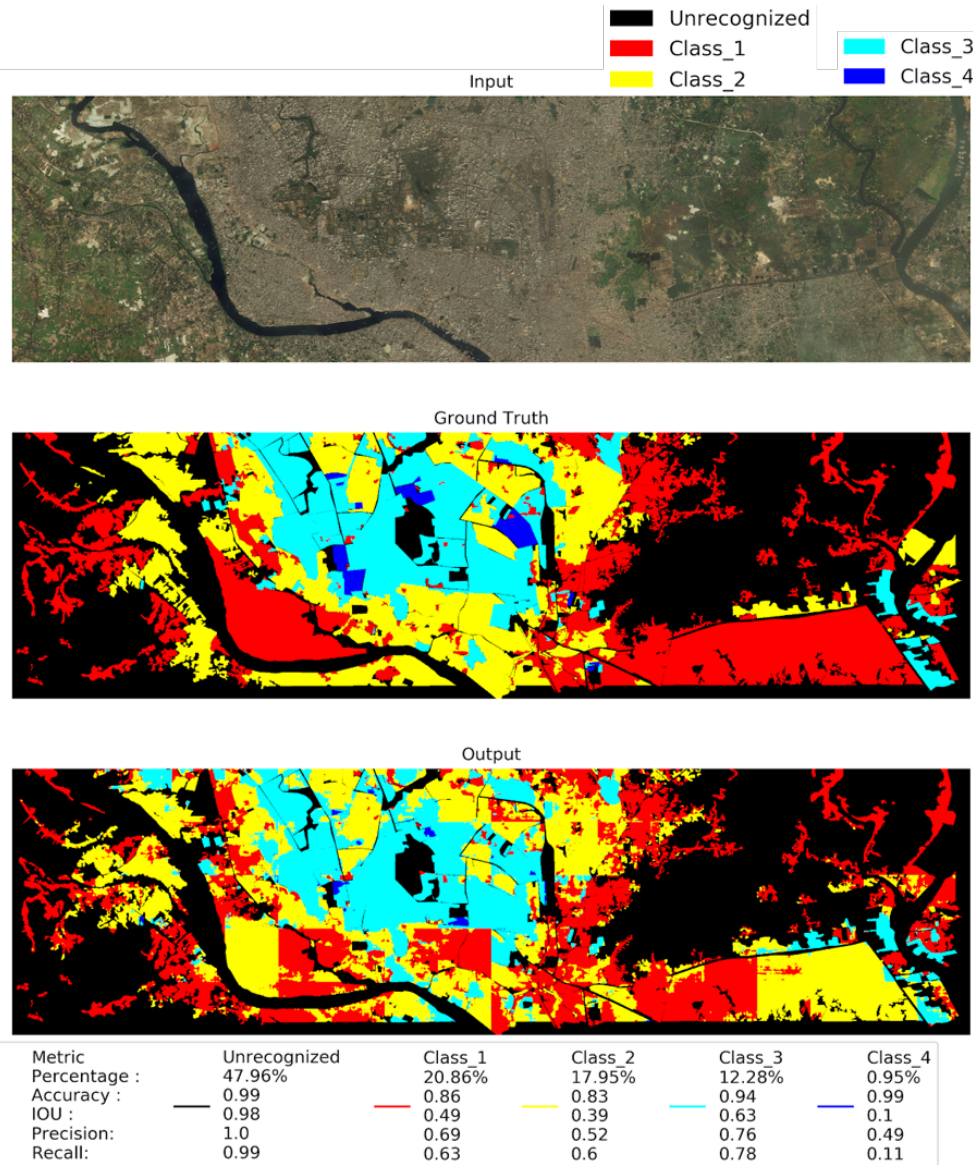 Unrecognized
Class_1
Class_2
Class_3
Class_4
Input
Ground Truth
Output
Metric Unrecognized Class_1 Class_2 Class_3 Class_4
Percentage : 47.96% 20.86% 17.95% 12.28% 0.95%
Accuracy : 0.99 0.86 0.83 0.94 0.99
IOU : 0.98 0.49 0.39 0.63 0.1
Precision: 1.0 0.69 0.52 0.76 0.49
Recall: 0.99 0.63 0.6 0.78 0.11